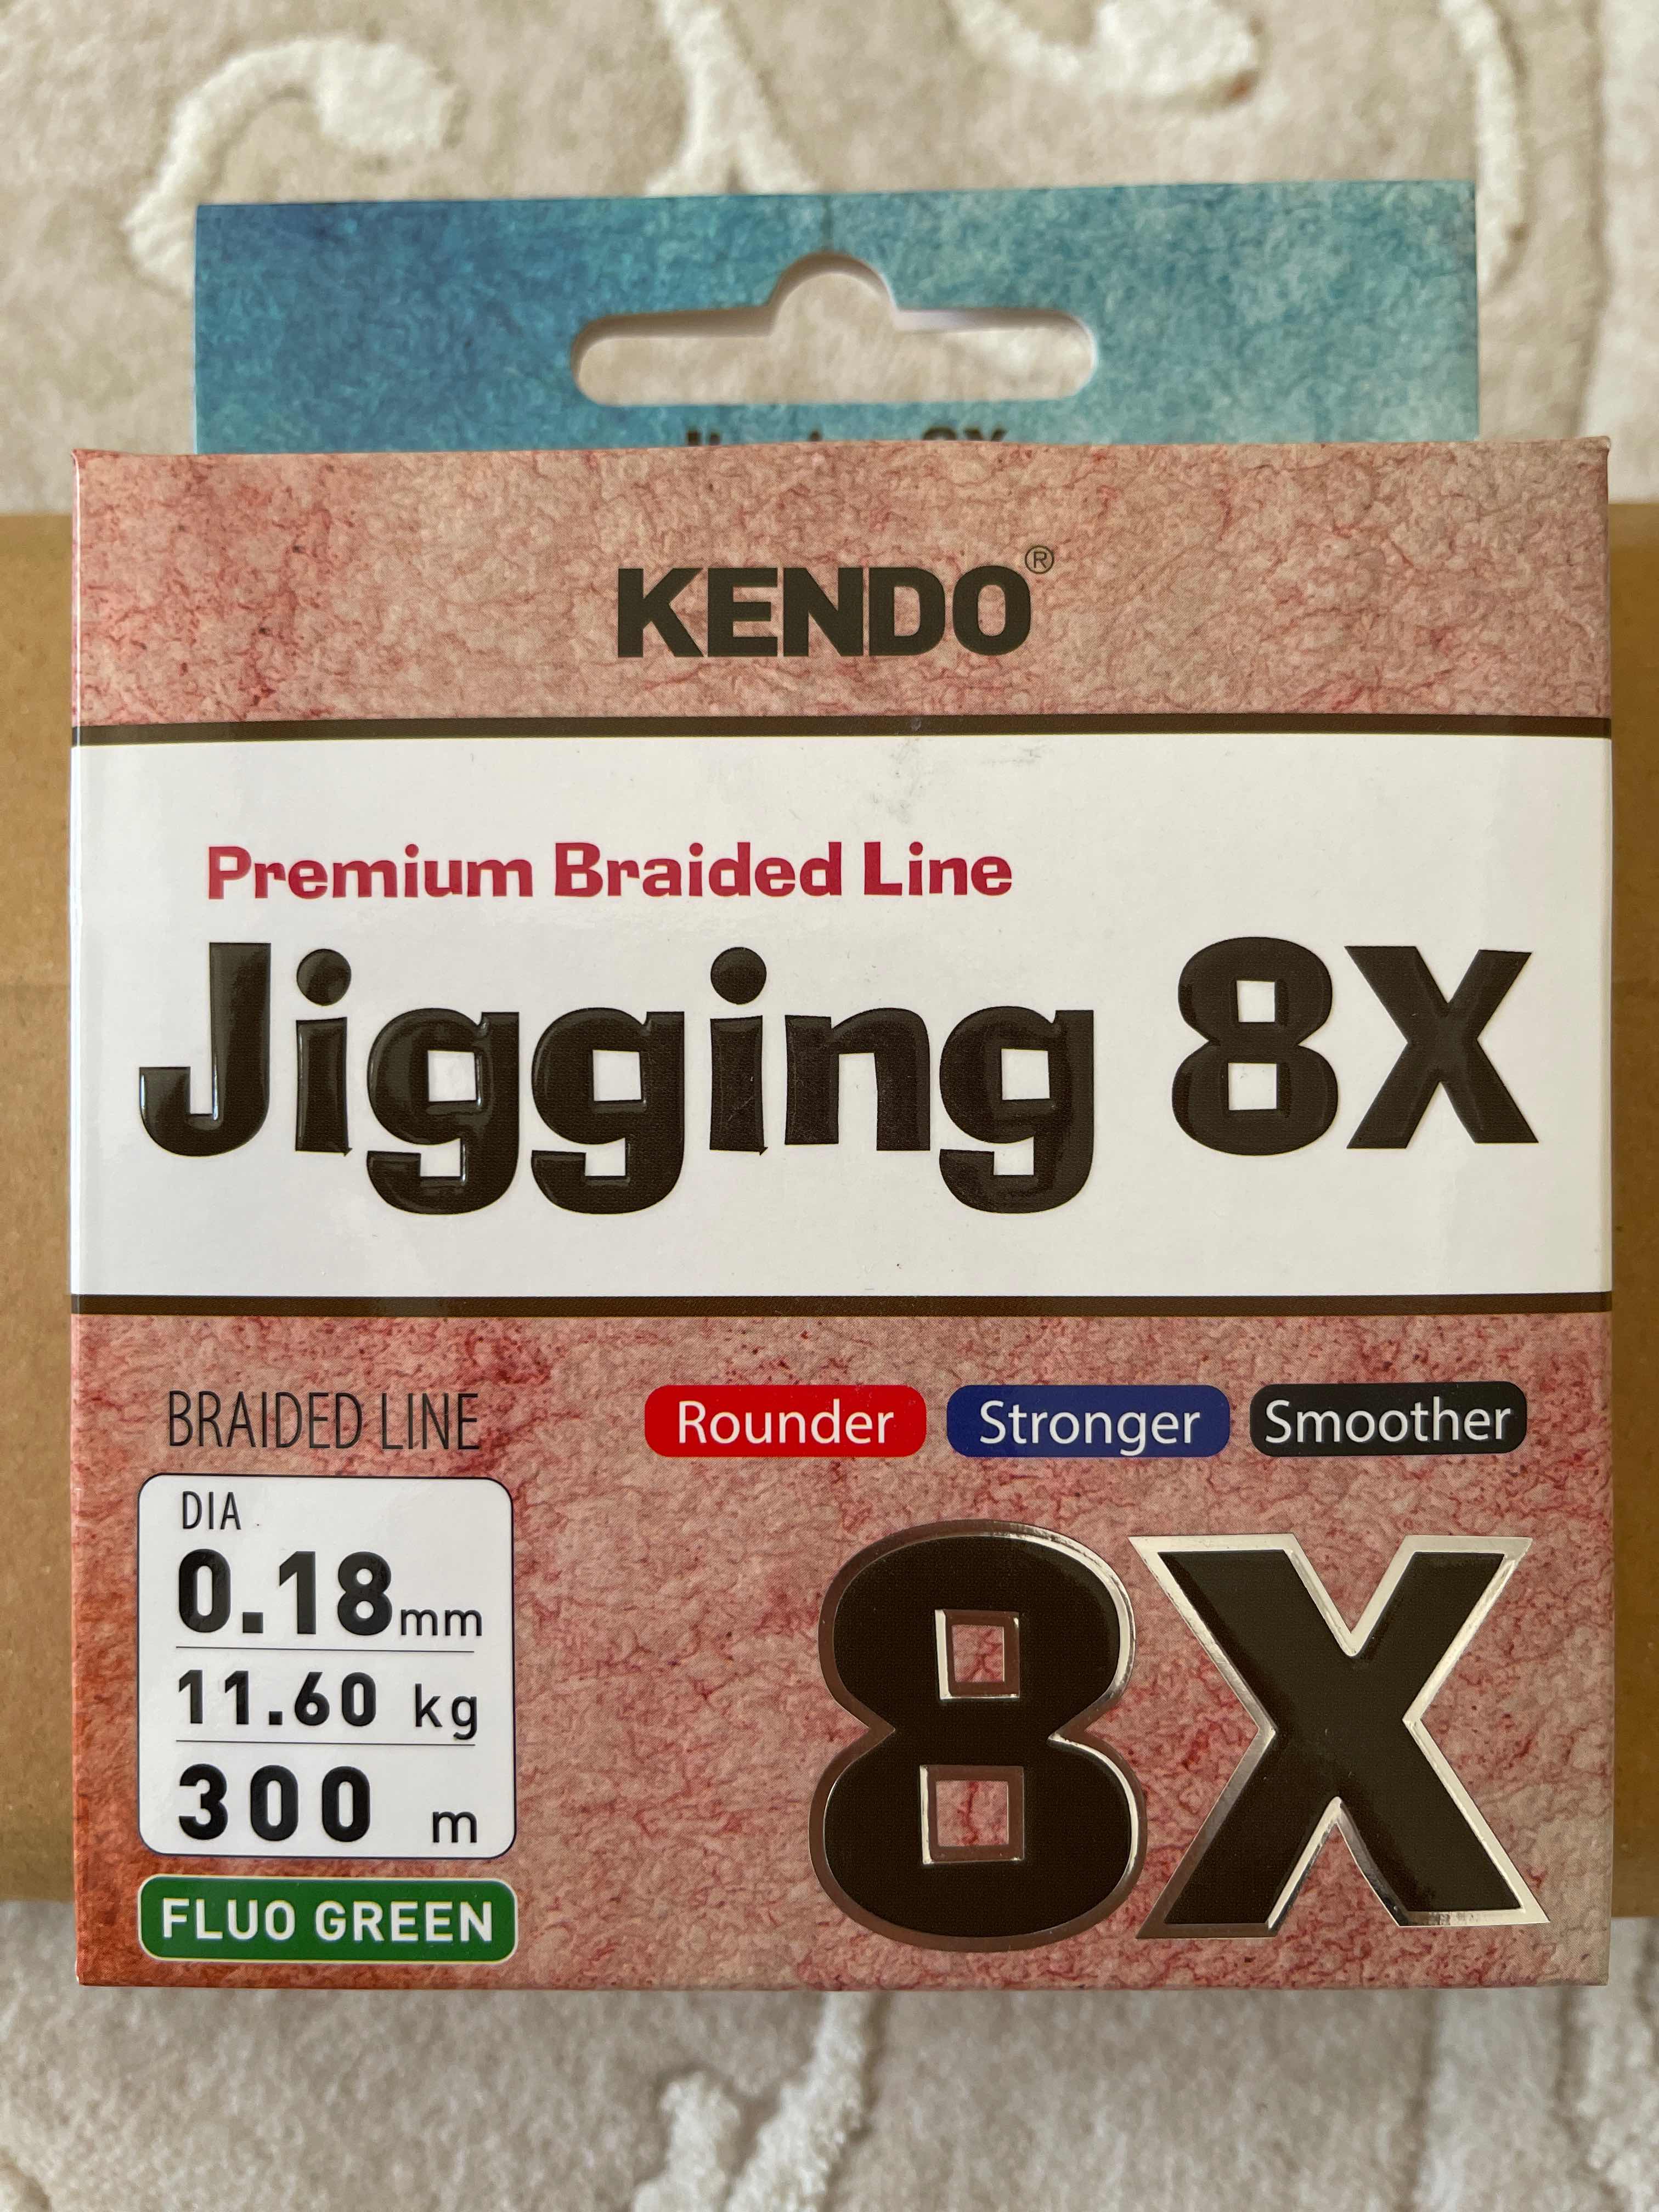 KENDO®
Premium Braided Line
Jigging 8X
BRAIDED LINE
Rounder Stronger Smoother
DIA
0.18mm
11.60 kg
300 m
FLUO GREEN
8X